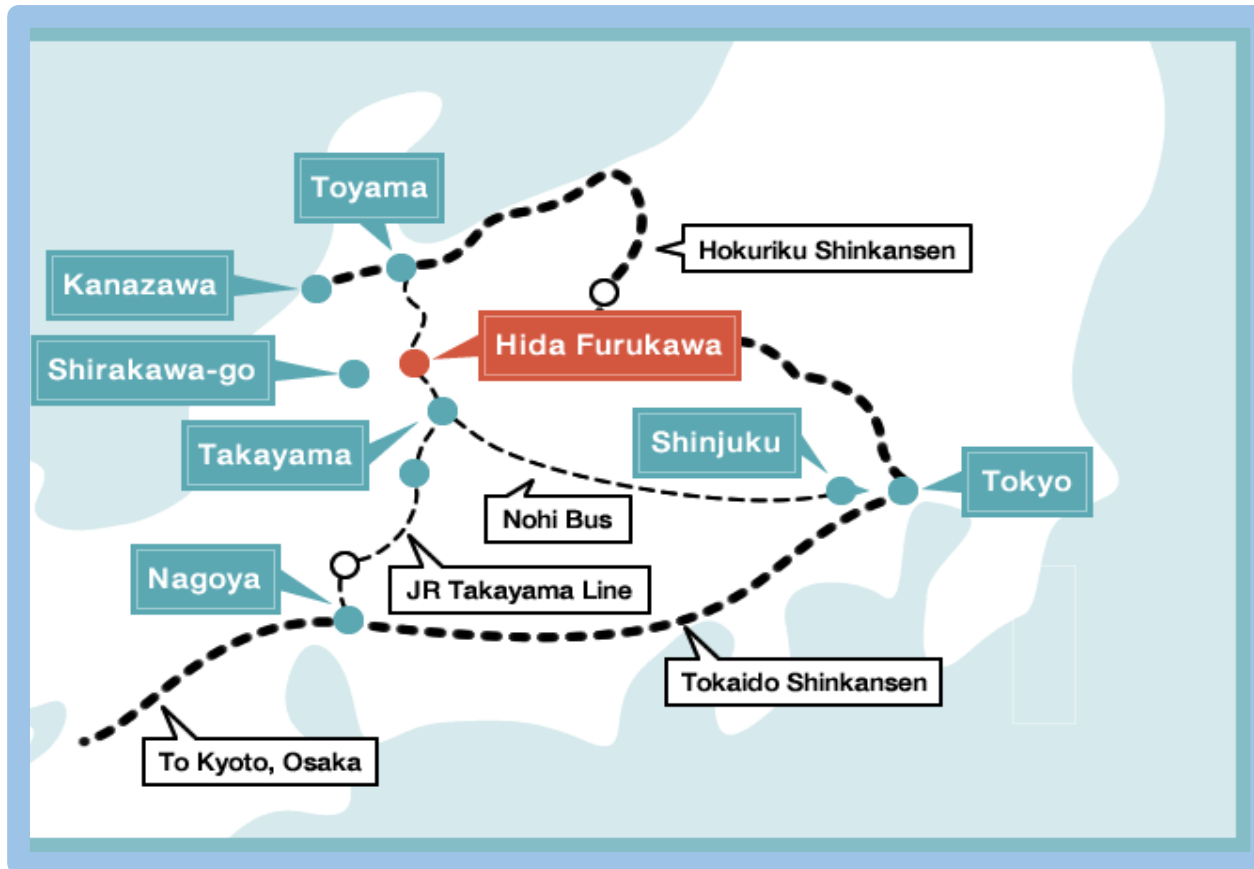 Toyama
Hokuriku Shinkansen
Kanazawa
Hida Furukawa
Shirakawa-go
Shinjuku
Takayama
Tokyo
Nohi Bus
Nagoya
JR Takayama Line
Tokaido Shinkansen
To Kyoto, Osaka